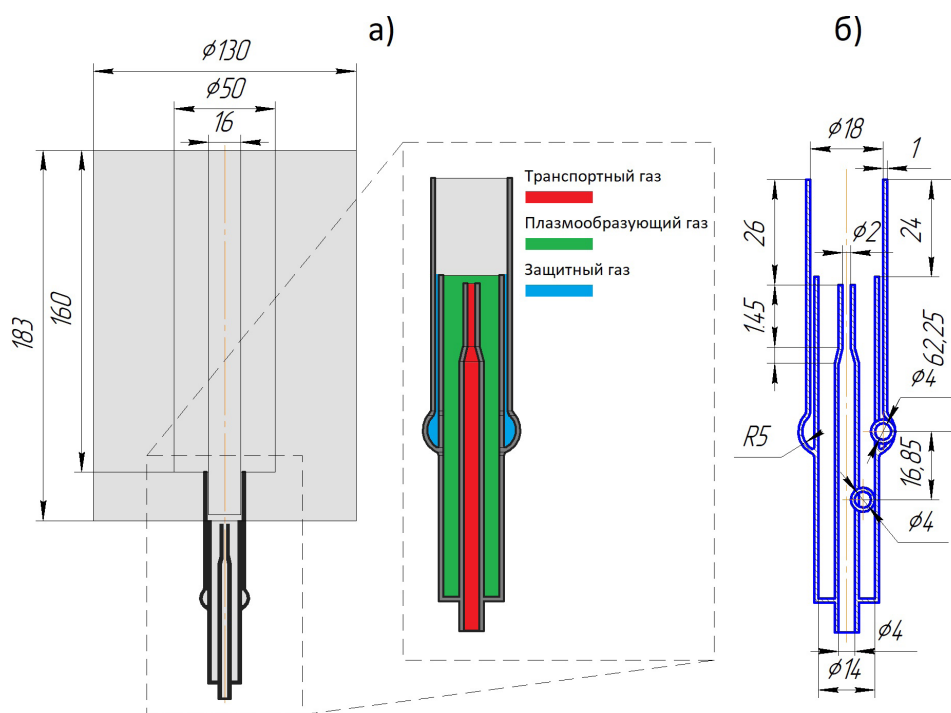 а)
б)
ϕ130
ϕ50
16
183
160
Транспортный газ
Плазмообразующий газ
Защитный газ
ϕ18
1
26
ϕ2
24
14.5
62,25
ϕ4
R5
16,85
ϕ4
ϕ4
ϕ14